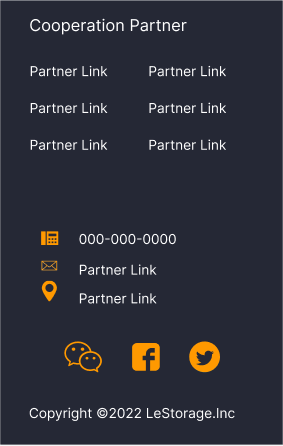 Cooperation Partner
Partner Link Partner Link
Partner Link Partner Link
Partner Link Partner Link
000-000-0000
Partner Link
Partner Link
Copyright ©2022 LeStorage.Inc